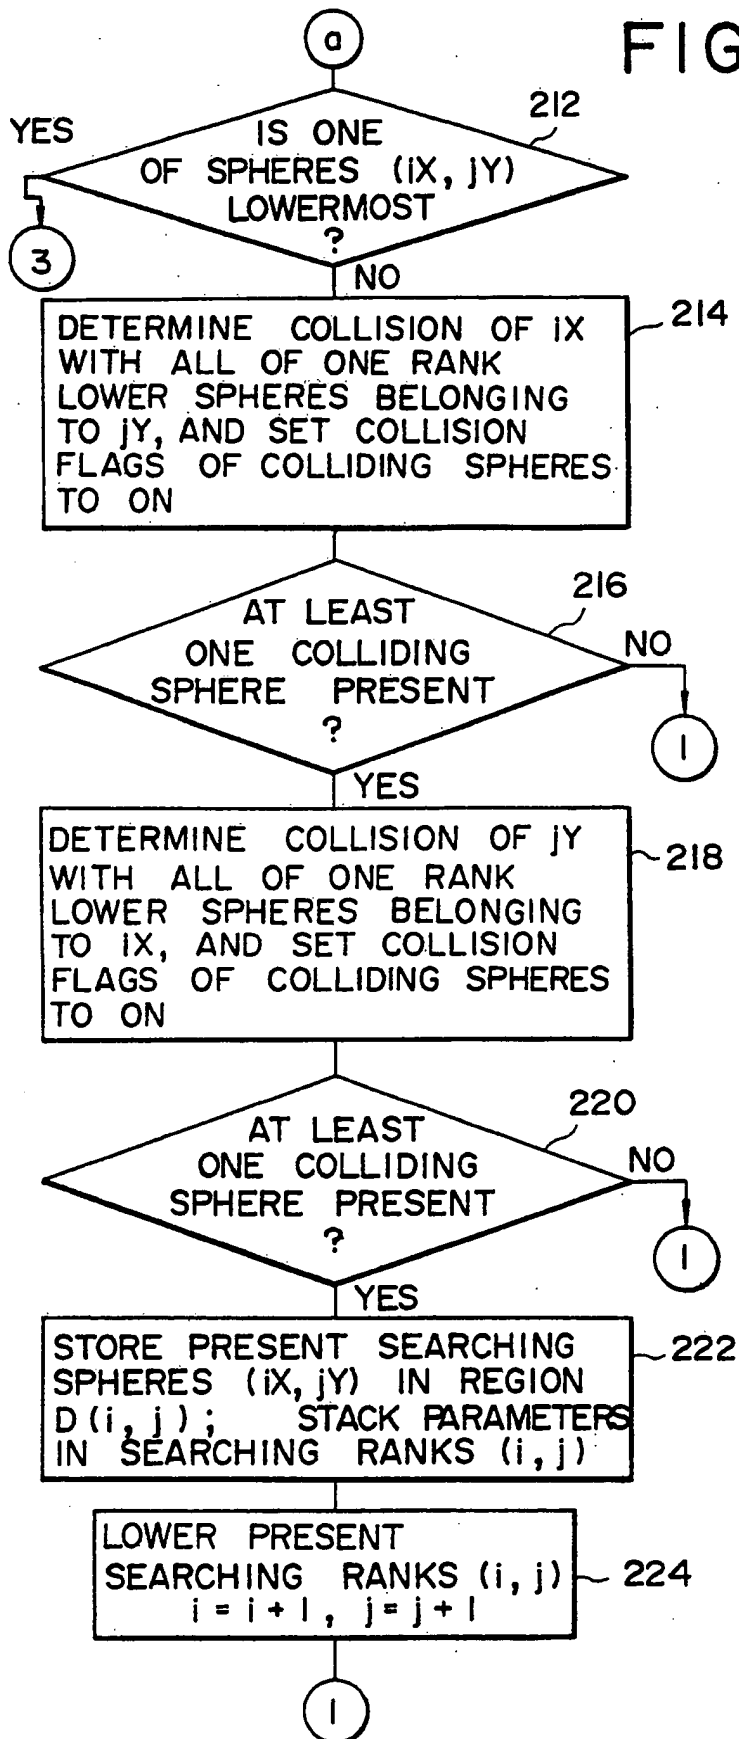 a
FIG
212
YES
IS ONE
OF SPHERES (iX, jY)
LOWERMOST
?
3
NO
214
DETERMINE COLLISION OF iX
WITH ALL OF ONE RANK
LOWER SPHERES BELONGING
TO jY, AND SET COLLISION
FLAGS OF COLLIDING SPHERES
TO ON
216
AT LEAST
ONE COLLIDING
SPHERE PRESENT
?
NO
1
YES
218
DETERMINE COLLISION OF jY
WITH ALL OF ONE RANK
LOWER SPHERES BELONGING
TO iX, AND SET COLLISION
FLAGS OF COLLIDING SPHERES
TO ON
220
AT LEAST
ONE COLLIDING
SPHERE PRESENT
?
NO
1
YES
222
STORE PRESENT SEARCHING
SPHERES (iX, jY) IN REGION
D(i, j); STACK PARAMETERS
IN SEARCHING RANKS (i, j)
LOWER PRESENT
SEARCHING RANKS (i, j)
i = i + 1, j = j + 1
224
1